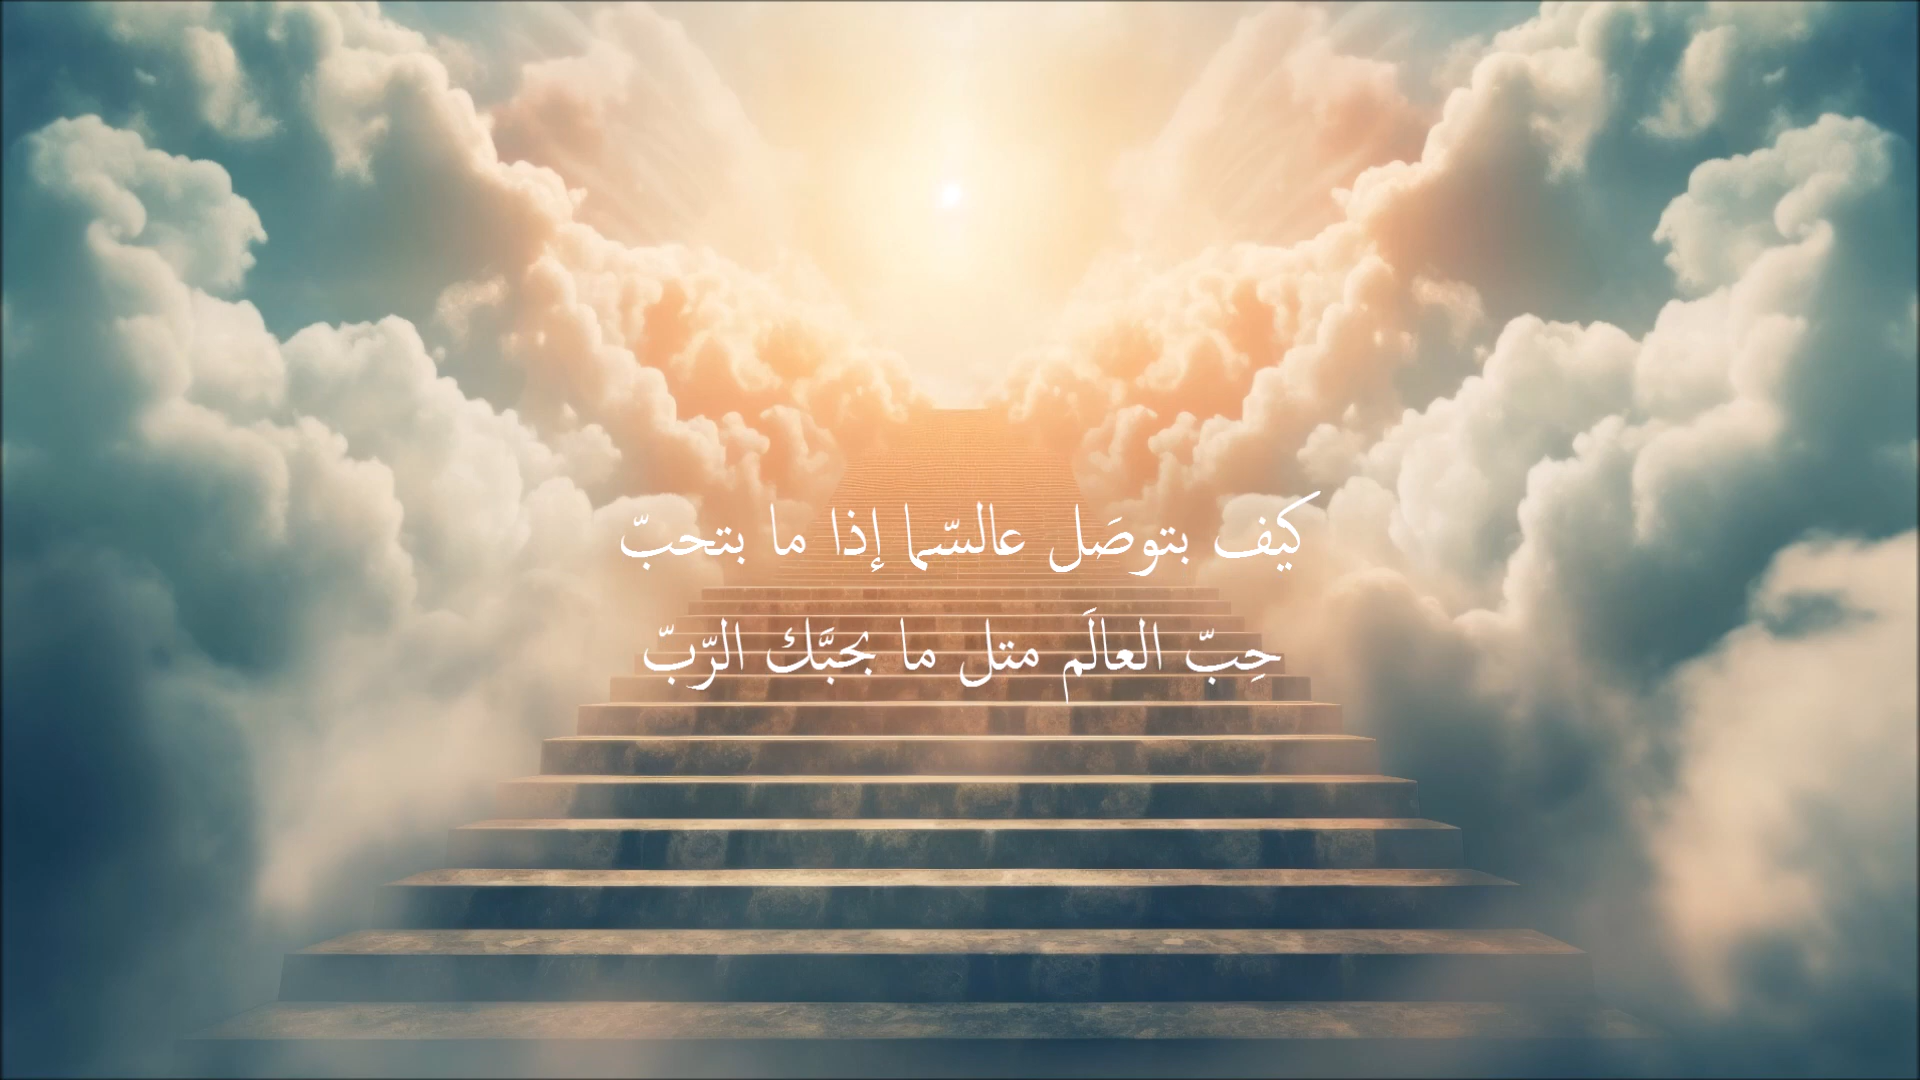 كيف بتوصَل عالسّما إذا ما بتحبّ
حِبّ العالَم متل ما بحبَّك الرّبّ